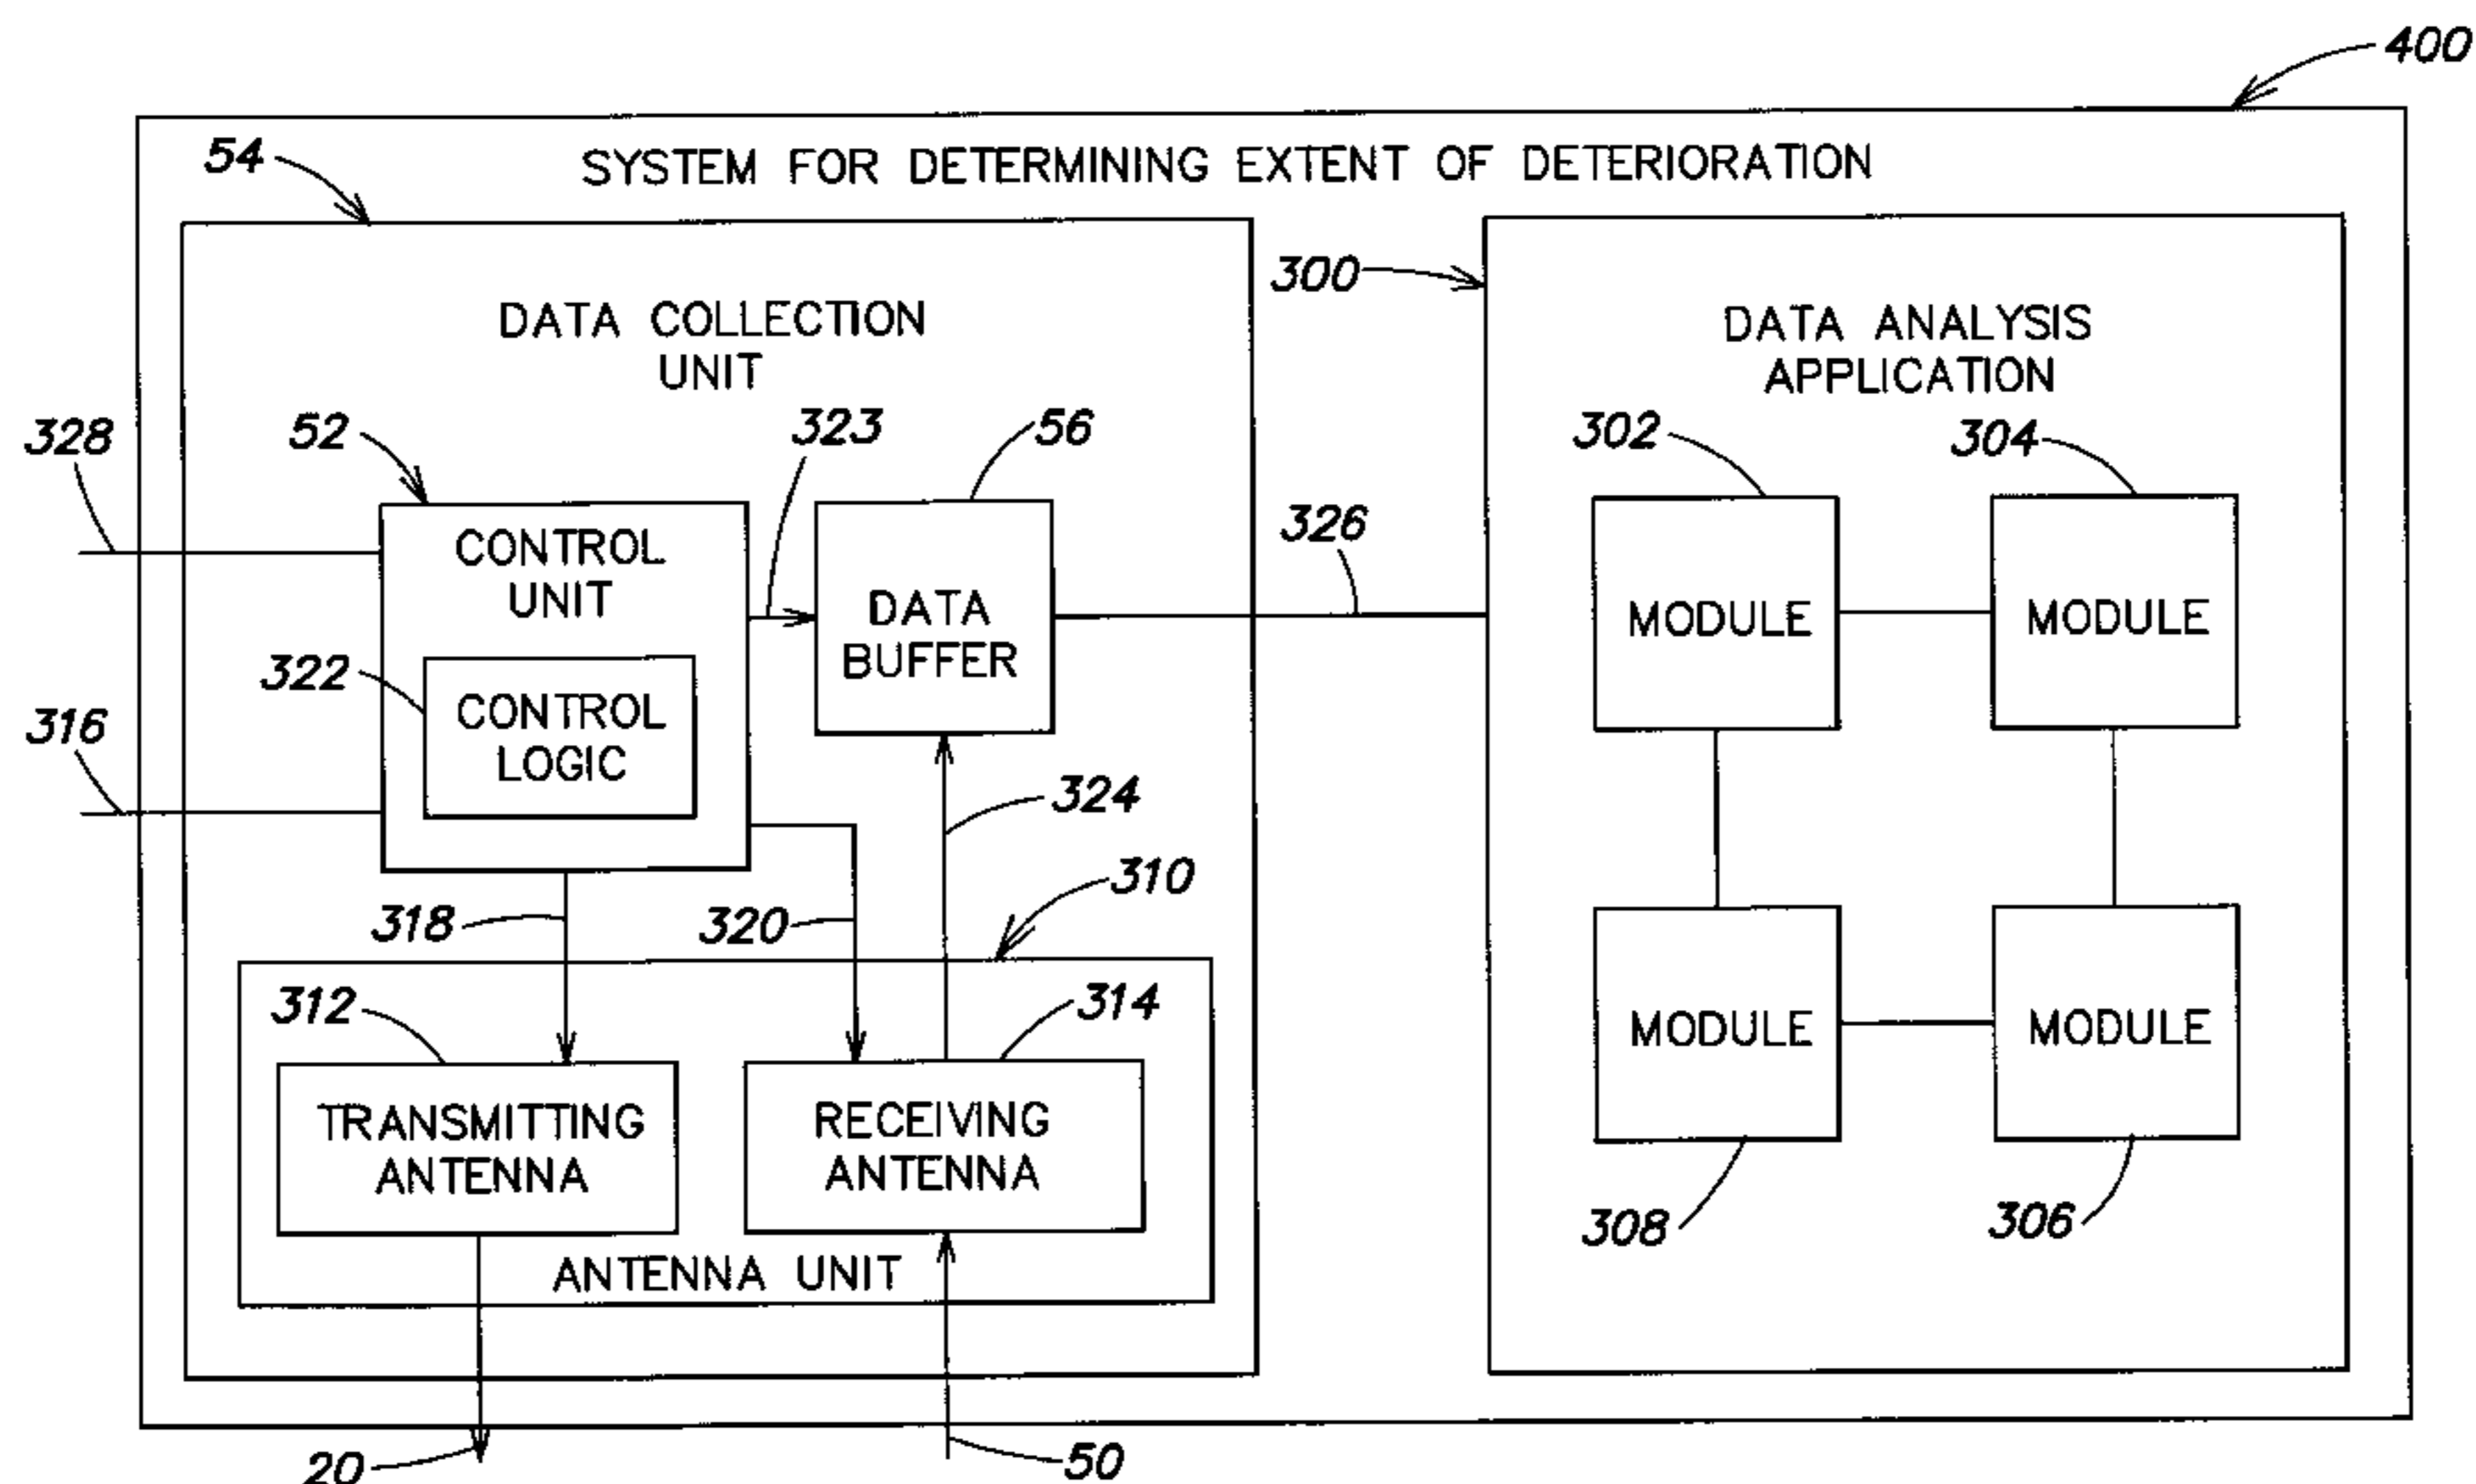 400
SYSTEM FOR DETERMINING EXTENT OF DETERIORATION
54
300
DATA COLLECTION
UNIT
DATA ANALYSIS
APPLICATION
328
52
323
56
302
304
326
CONTROL
UNIT
DATA
BUFFER
MODULE
MODULE
322
316
CONTROL
LOGIC
324
310
318
320
312
314
TRANSMITTING
ANTENNA
RECEIVING
ANTENNA
MODULE
MODULE
308
306
ANTENNA UNIT
20
50